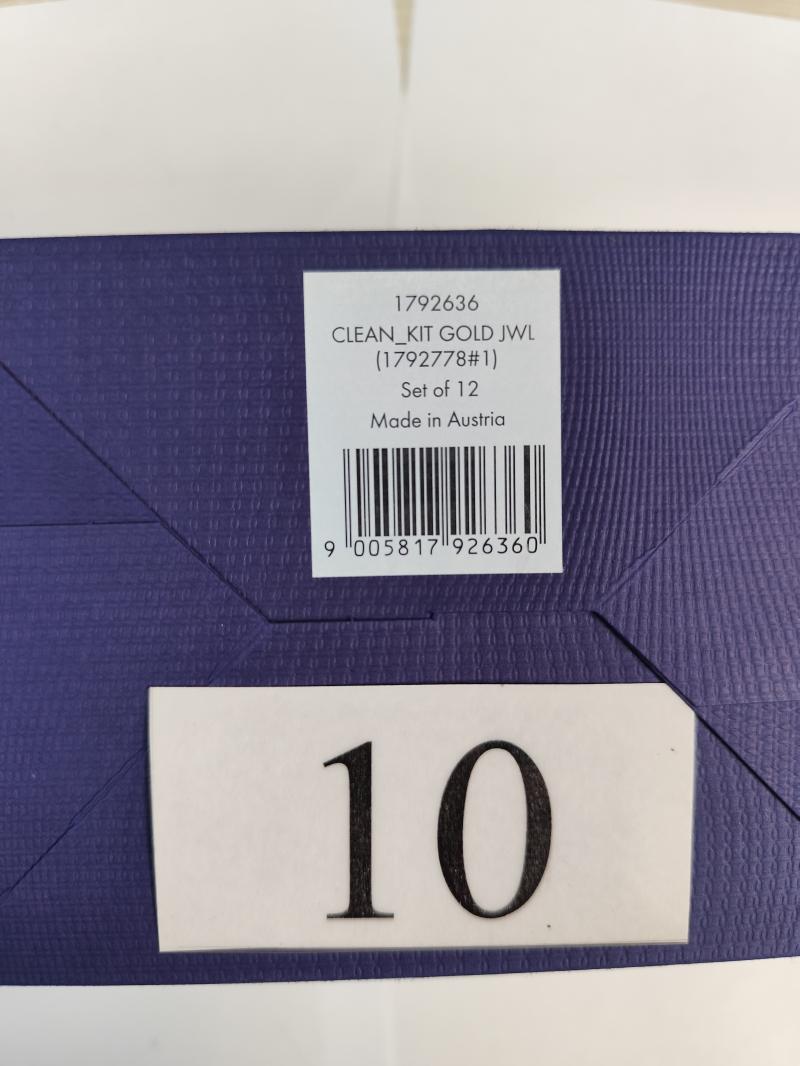 1792636
CLEAN_KIT GOLD JWL
(1792778#1)
Set of 12
Made in Austria
9 005817 926360
10